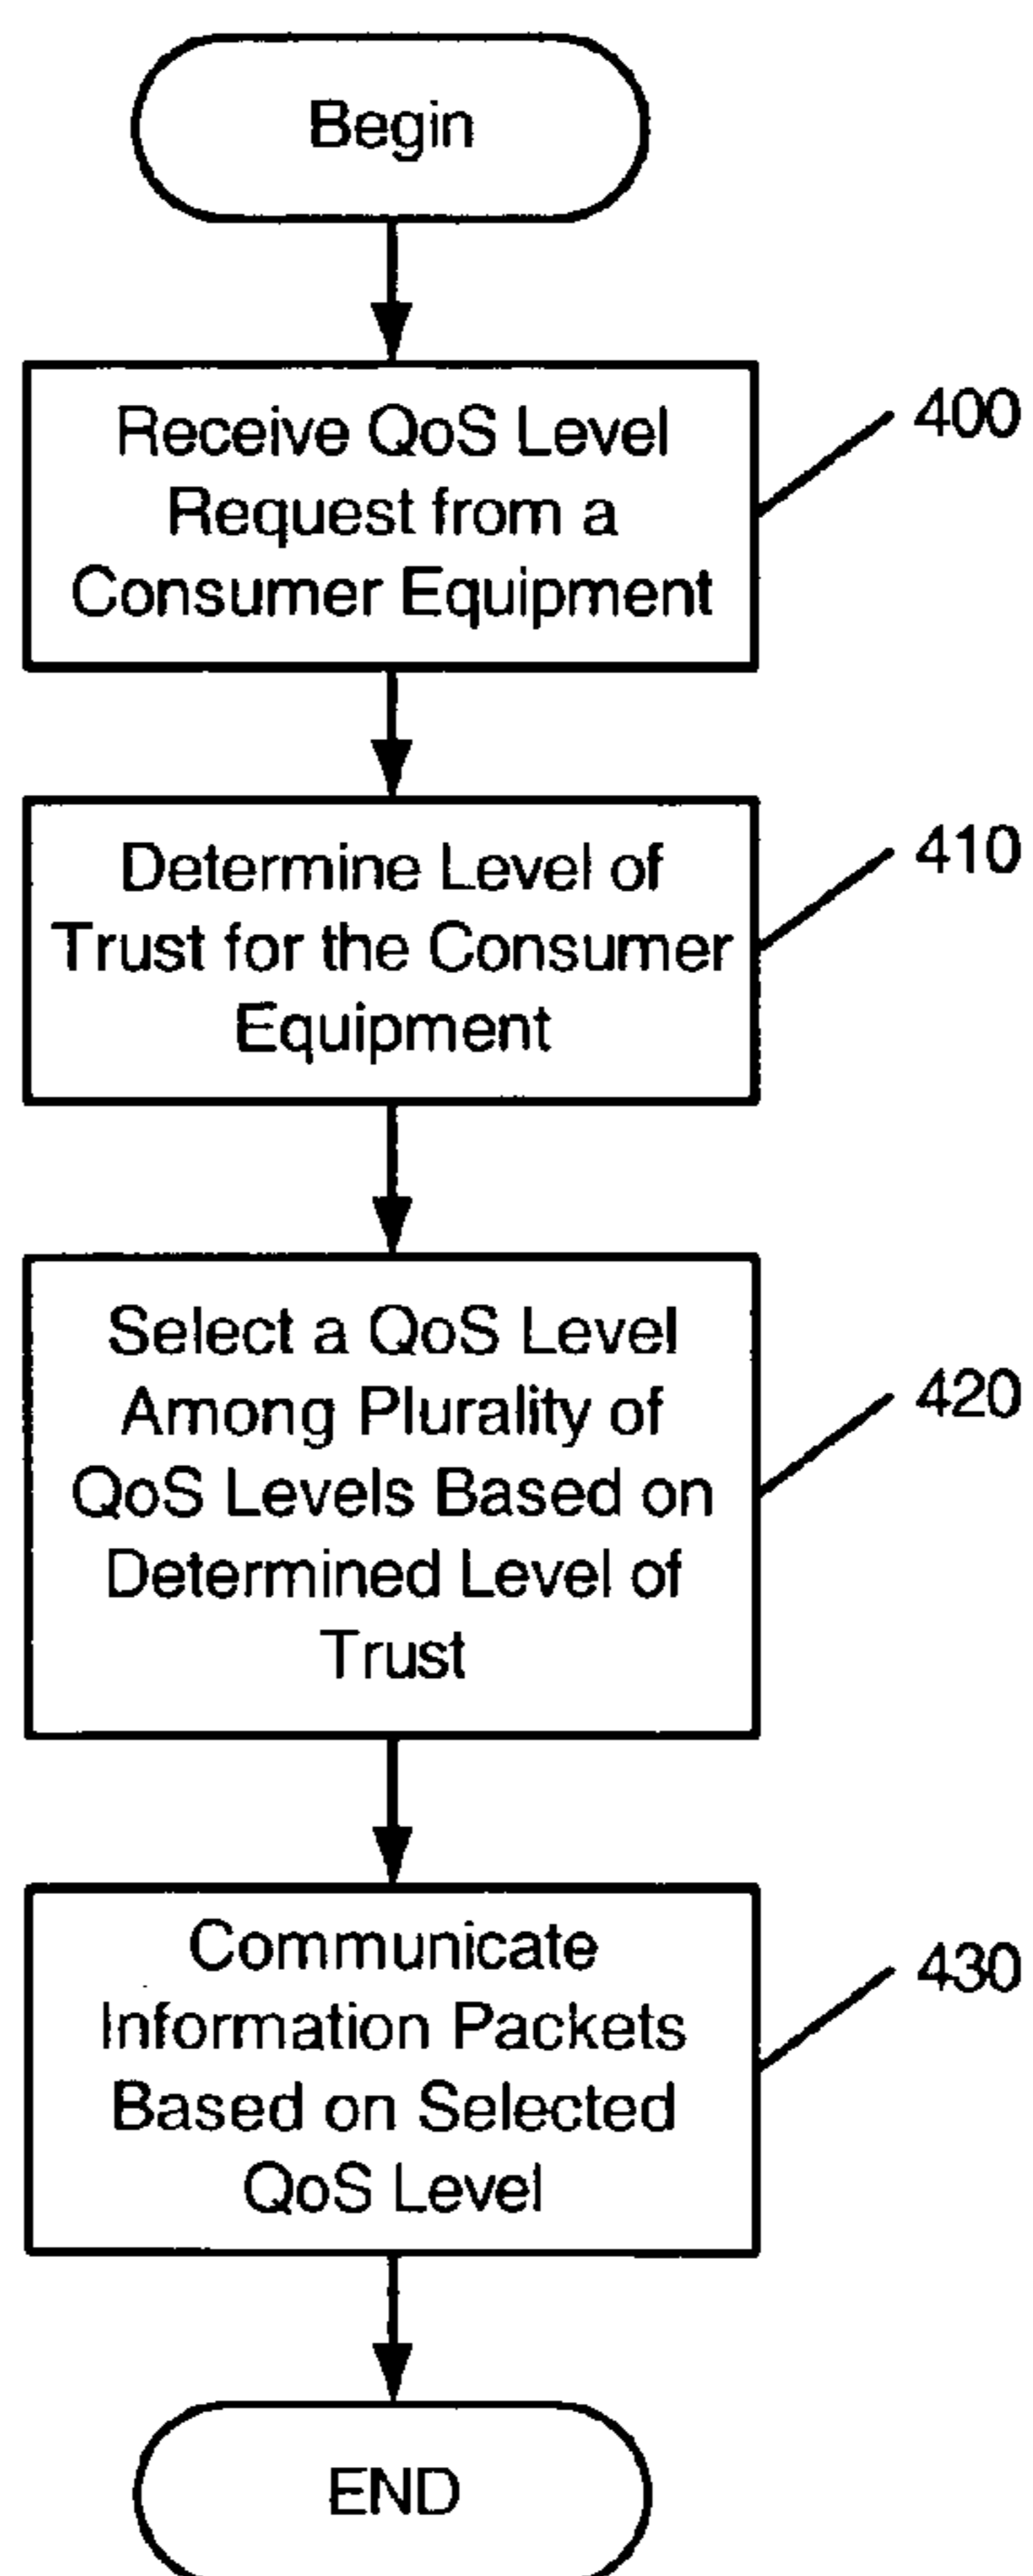 Begin
Receive QoS Level
Request from a
Consumer Equipment
400
Determine Level of
Trust for the Consumer
Equipment
410
Select a QoS Level
Among Plurality of
QoS Levels Based on
Determined Level of
Trust
420
Communicate
Information Packets
Based on Selected
QoS Level
430
END